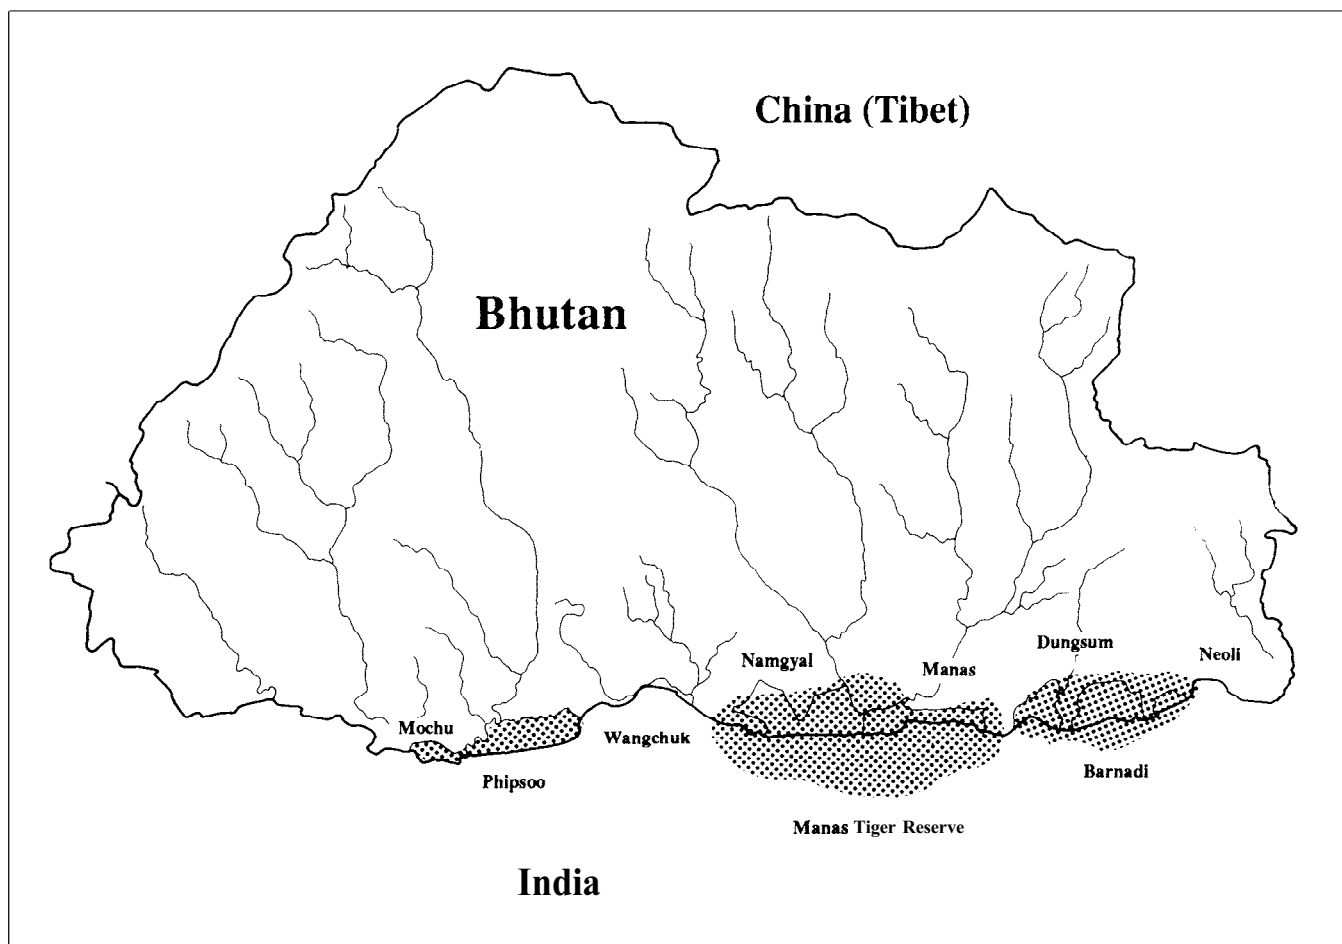 China (Tibet)
Bhutan
Dungsum
Neoli
Namgyal
Manas
Mochu
Wangchuk
Phipsoo
Barnadi
Manas Tiger Reserve
India